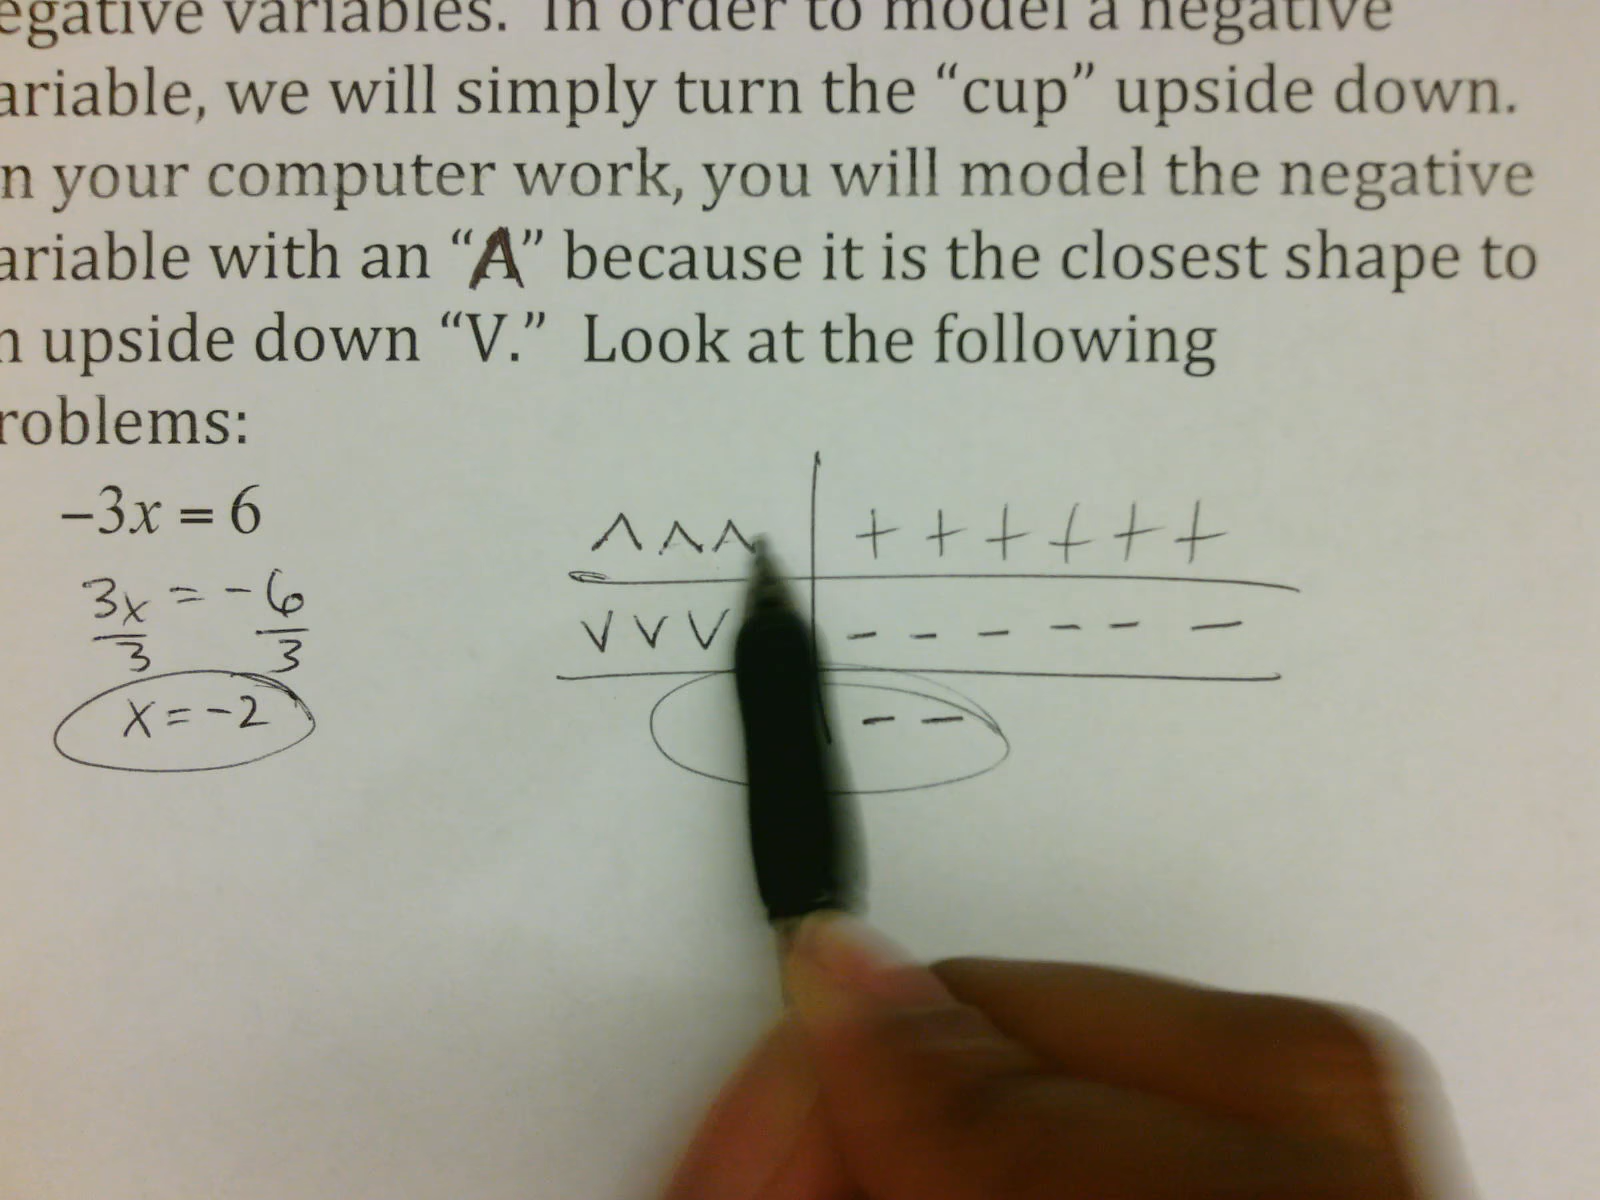 egative variables. In order to model a negative
ariable, we will simply turn the “cup” upside down.
n your computer work, you will model the negative
ariable with an “A” because it is the closest shape to
n upside down “V.” Look at the following
roblems:
−3x = 6
3x = -6
3 3
x = -2
Λ Λ Λ | + + + + + +
V V V | - - - - - -
- -